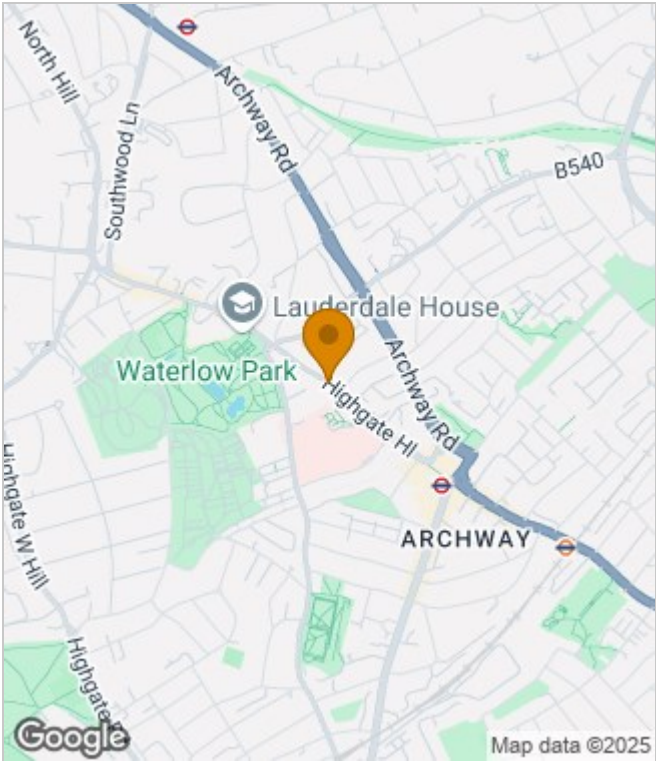 North Hill
Southwood Ln
Archway Rd
B540
Lauderdale House
Waterlow Park
Highgate Hl
Archway Rd
ARCHWAY
Highgate W Hill
Highgate
Google
Map data ©2025